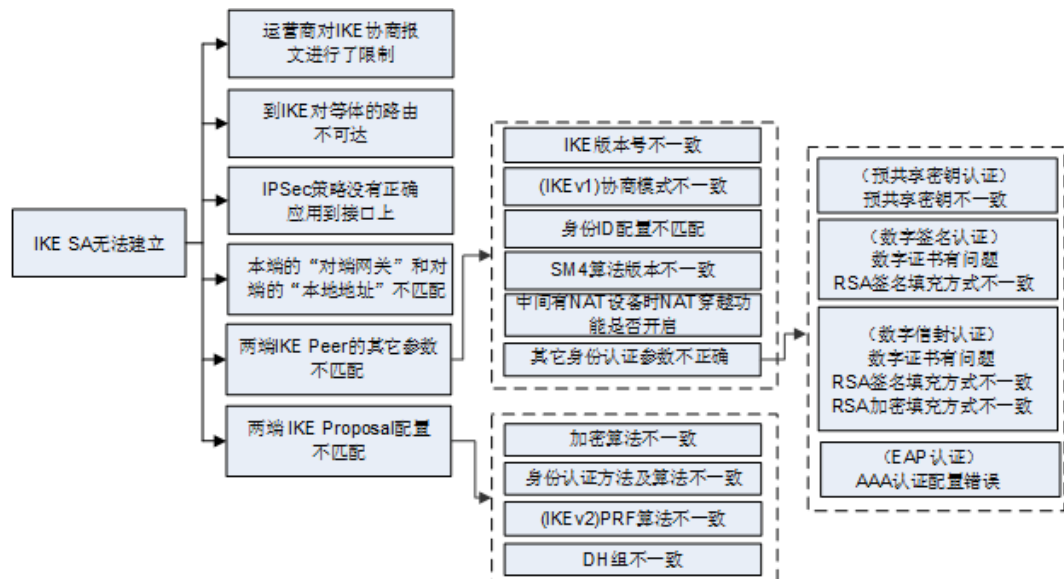 IKE SA无法建立
运营商对IKE协商报
文进行了限制
到IKE对等体的路由
不可达
IPSec策略没有正确
应用到接口上
本端的“对端网关”和对
端的“本地地址”不匹配
两端IKE Peer的其它参数
不匹配
两端IKE Proposal配置
不匹配
IKE版本号不一致
(IKEv1)协商模式不一致
身份ID配置不匹配
SM4算法版本不一致
中间有NAT设备时NAT穿越功
能是否开启
其它身份认证参数不正确
加密算法不一致
身份认证方法及算法不一致
(IKEv2)PRF算法不一致
DH组不一致
（预共享密钥认证）
预共享密钥不一致
（数字签名认证）
数字证书有问题
RSA签名填充方式不一致
（数字信封认证）
数字证书有问题
RSA签名填充方式不一致
RSA加密填充方式不一致
（EAP认证）
AAA认证配置错误